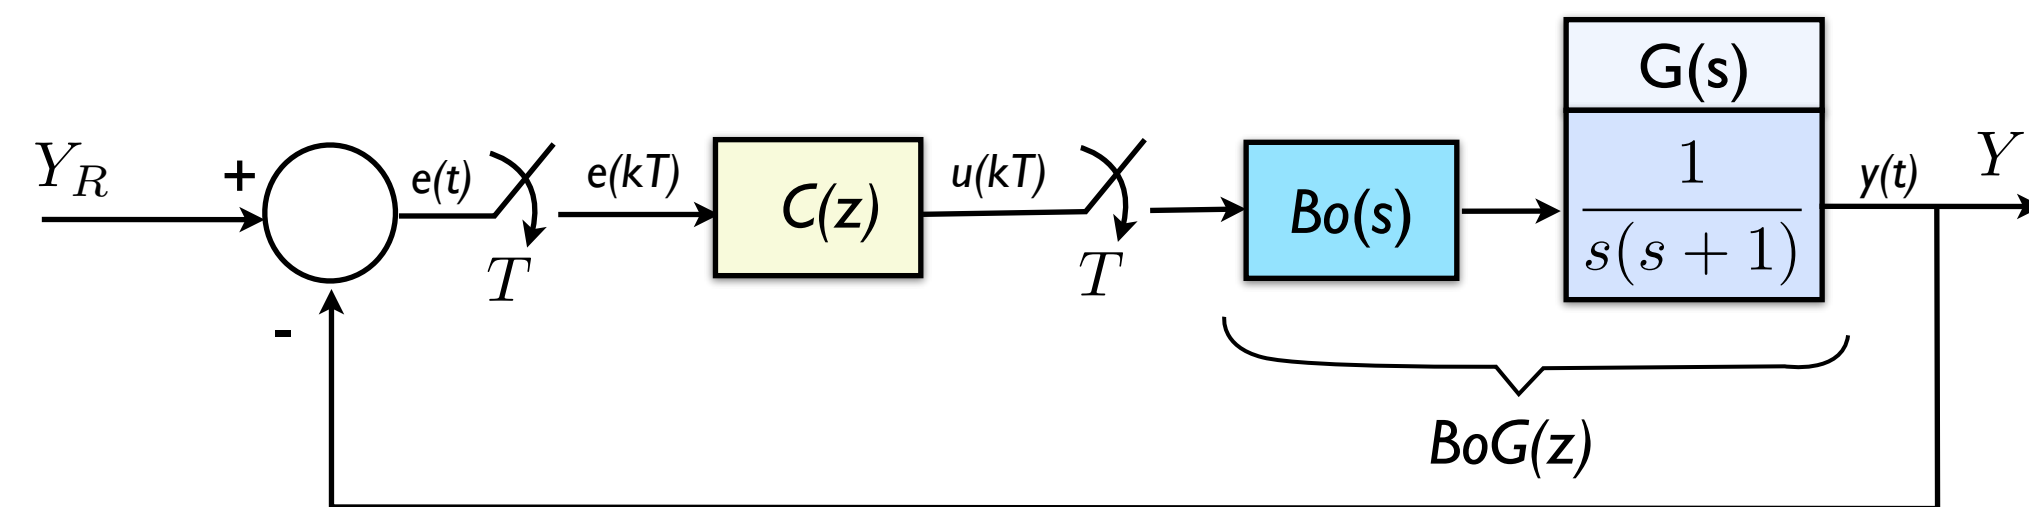 Y_R
+
-
e(t)
T
e(kT)
C(z)
u(kT)
T
Bo(s)
G(s)
1
s(s + 1)
y(t)
Y
BoG(z)